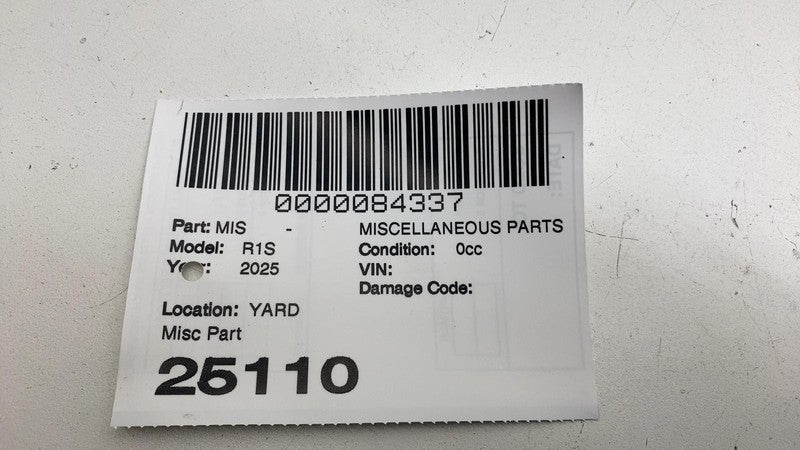 0000084337
Part: MIS - MISCELLANEOUS PARTS
Model: R1S Condition: 0cc
Year: 2025 VIN:
Damage Code:
Location: YARD
Misc Part
25110